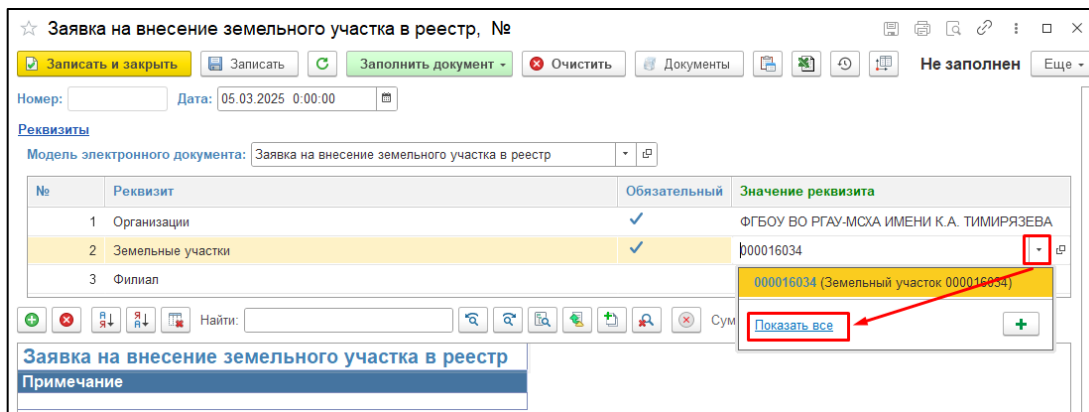 Заявка на внесение земельного участка в реестр, №
Записать и закрыть Записать Заполнить документ Очистить Документы Не заполнен Еще
Номер: Дата: 05.03.2025 0:00:00
Реквизиты
Модель электронного документа: Заявка на внесение земельного участка в реестр
№ Реквизит Обязательный Значение реквизита
1 Организации ФГБОУ ВО РГАУ-МСХА ИМЕНИ К.А. ТИМИРЯЗЕВА
2 Земельные участки 000016034
3 Филиал
000016034 (Земельный участок 000016034)
Найти: Сум
Показать все
Заявка на внесение земельного участка в реестр
Примечание